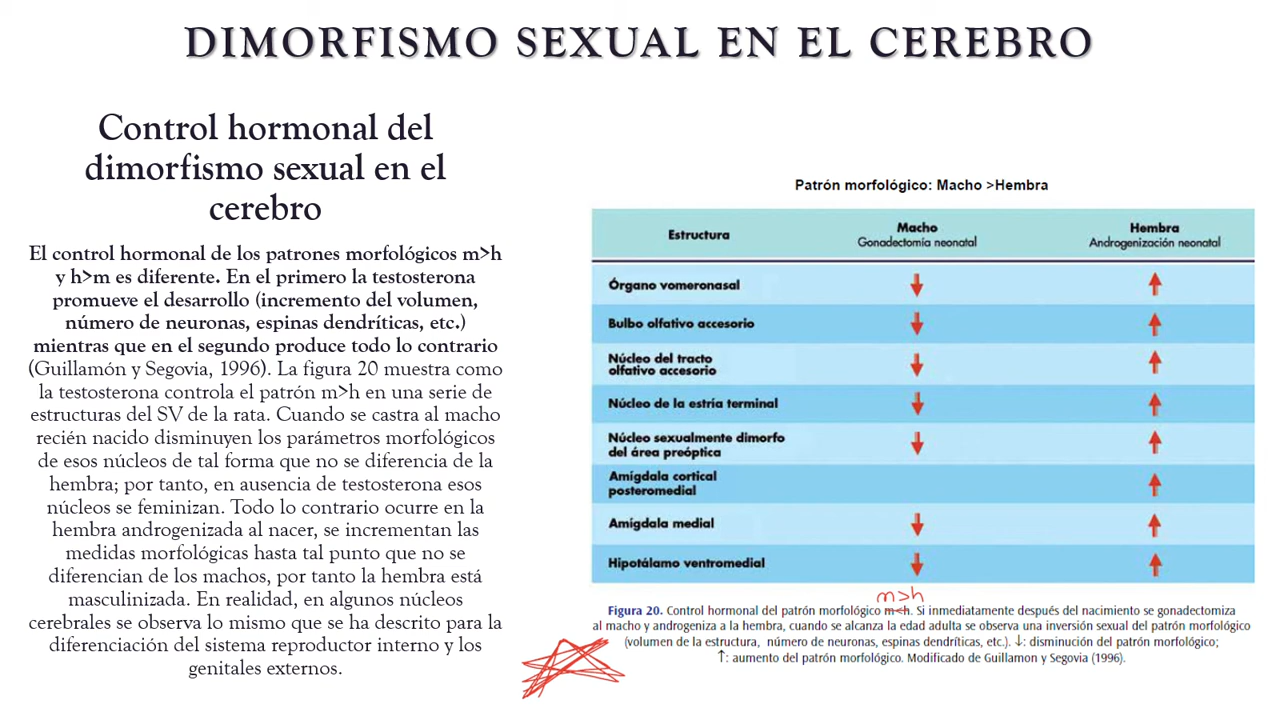 DIMORFISMO SEXUAL EN EL CEREBRO
Control hormonal del
dimorfismo sexual en el
cerebro
El control hormonal de los patrones morfológicos m>h
y h>m es diferente. En el primero la testosterona
promueve el desarrollo (incremento del volumen,
número de neuronas, espinas dendríticas, etc.)
mientras que en el segundo produce todo lo contrario
(Guillamón y Segovia, 1996). La figura 20 muestra como
la testosterona controla el patrón m>h en una serie de
estructuras del SV de la rata. Cuando se castra al macho
recién nacido disminuyen los parámetros morfológicos
de esos núcleos de tal forma que no se diferencia de la
hembra; por tanto, en ausencia de testosterona esos
núcleos se feminizan. Todo lo contrario ocurre en la
hembra androgenizada al nacer, se incrementan las
medidas morfológicas hasta tal punto que no se
diferencian de los machos, por tanto la hembra está
masculinizada. En realidad, en algunos núcleos
cerebrales se observa lo mismo que se ha descrito para la
diferenciación del sistema reproductor interno y los
genitales externos.
Patrón morfológico: Macho >Hembra
Estructura
Macho
Gonadectomía neonatal
Hembra
Androgenización neonatal
Órgano vomeronasal ↓ ↑
Bulbo olfativo accesorio ↓ ↑
Núcleo del tracto
olfativo accesorio ↓ ↑
Núcleo de la estría terminal ↓ ↑
Núcleo sexualmente dimorfo
del área preóptica ↓ ↑
Amígdala cortical
posteromedial ↑
Amígdala medial ↓ ↑
Hipotálamo ventromedial ↓ ↑
m>h
Figura 20. Control hormonal del patrón morfológico m<h. Si inmediatamente después del nacimiento se gonadectomiza
al macho y androgeniza a la hembra, cuando se alcanza la edad adulta se observa una inversión sexual del patrón morfológico
(volumen de la estructura, número de neuronas, espinas dendríticas, etc.). ↓: disminución del patrón morfológico;
↑: aumento del patrón morfológico. Modificado de Guillamon y Segovia (1996).